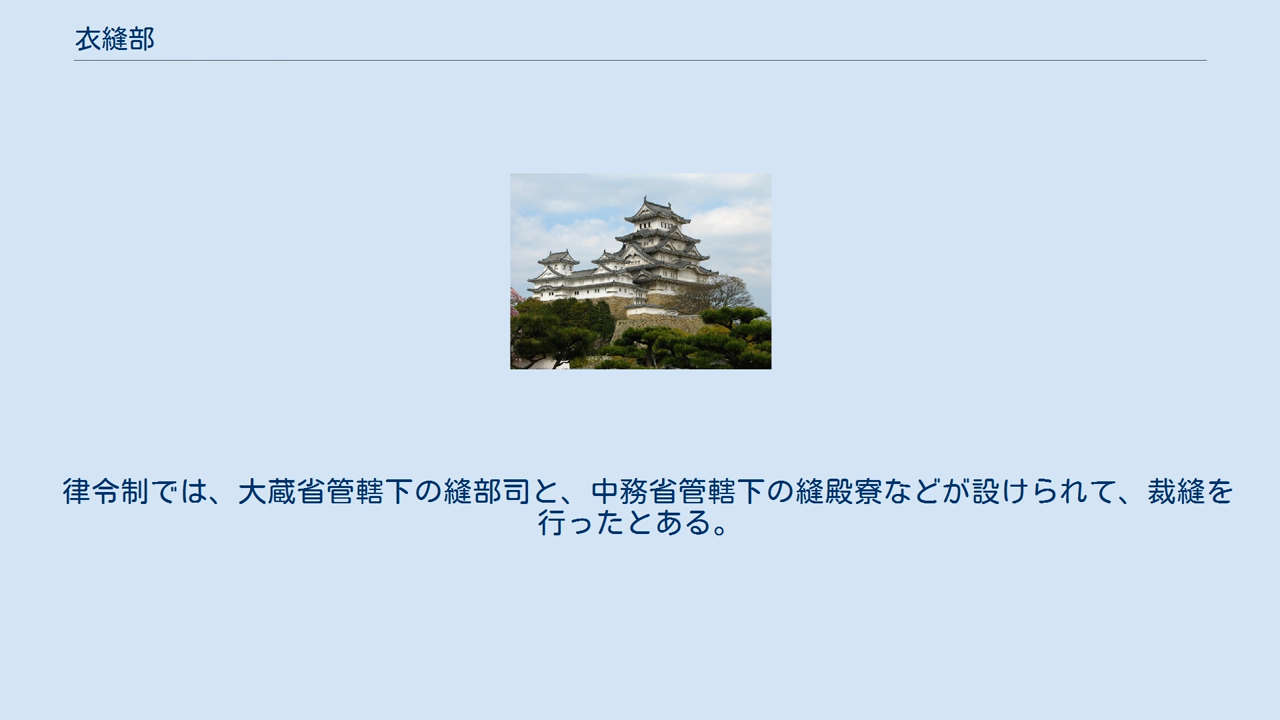 衣縫部
律令制では、大蔵省管轄下の縫部司と、中務省管轄下の縫殿寮などが設けられて、裁縫を
行ったとある。